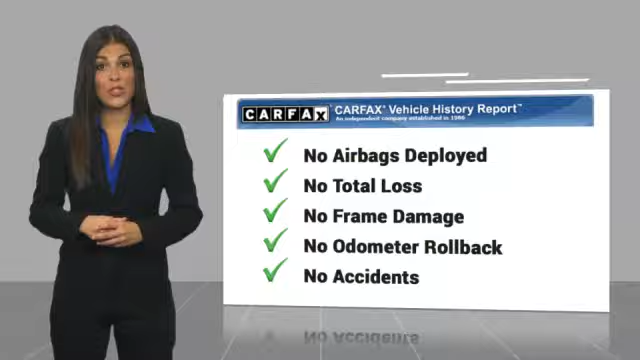 CARFAX CARFAX® Vehicle History Report™
An independent company established in 1986
No Airbags Deployed
No Total Loss
No Frame Damage
No Odometer Rollback
No Accidents